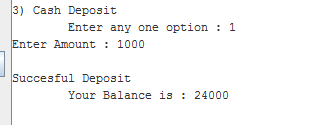 3) Cash Deposit
Enter any one option : 1
Enter Amount : 1000
Succesful Deposit
Your Balance is : 24000